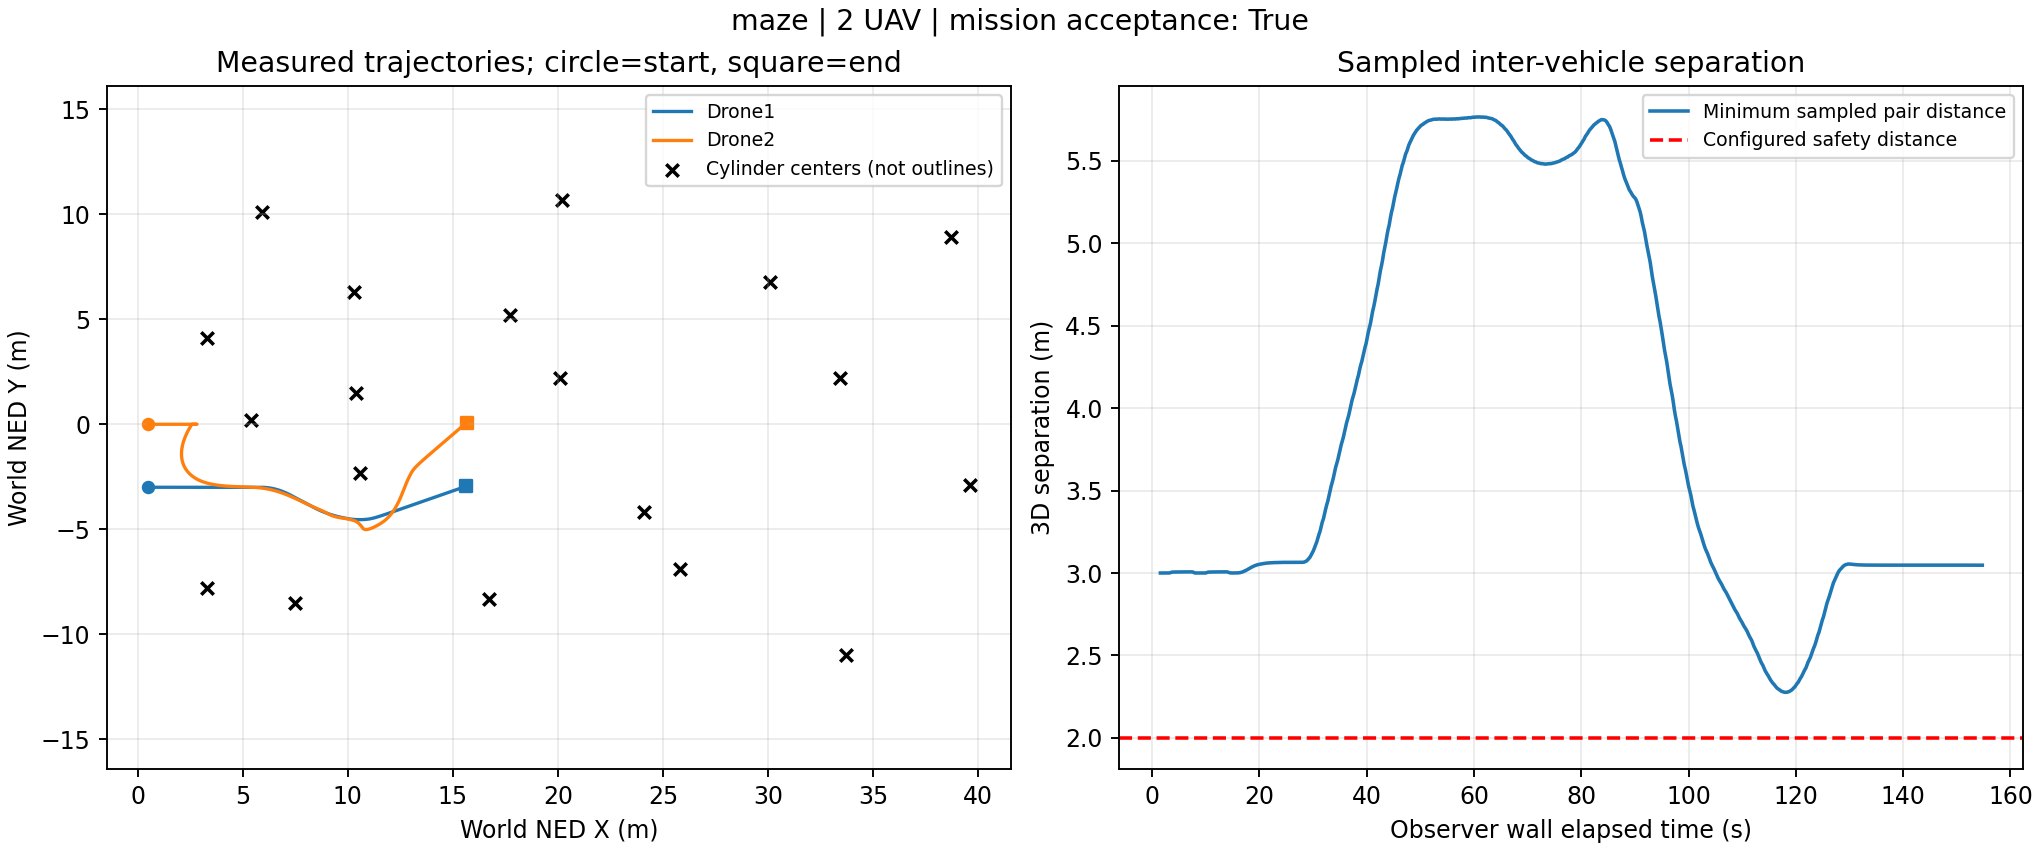 maze | 2 UAV | mission acceptance: True
Measured trajectories; circle=start, square=end
Drone1
Drone2
Cylinder centers (not outlines)
15
10
5
0
−5
−10
−15
World NED Y (m)
0
5
10
15
20
25
30
35
40
World NED X (m)
Sampled inter-vehicle separation
Minimum sampled pair distance
Configured safety distance
5.5
5.0
4.5
4.0
3.5
3.0
2.5
2.0
3D separation (m)
0
20
40
60
80
100
120
140
160
Observer wall elapsed time (s)